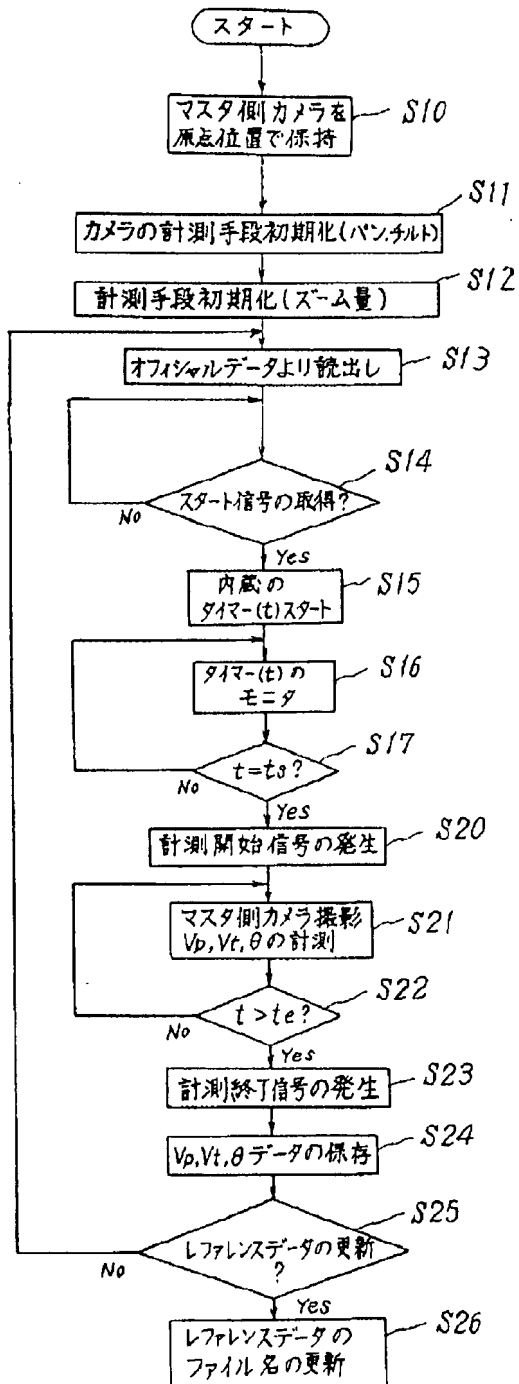 スタート
マスタ側カメラを
原点位置で保持
S10
S11
カメラの計測手段初期化(パン,チルト)
S12
計測手段初期化(ズーム量)
S13
オフィシャルデータより読出し
S14
スタート信号の取得?
No
Yes
S15
内蔵の
タイマー(t)スタート
S16
タイマー(t)の
モニタ
S17
t=ts?
No
Yes
S20
計測開始信号の発生
マスタ側カメラ撮影
Vp,Vt,θの計測
S21
S22
t>te?
No
Yes
S23
計測終了信号の発生
S24
Vp,Vt,θデータの保存
S25
レファレンスデータの更新
?
No
Yes
S26
レファレンスデータの
ファイル名の更新